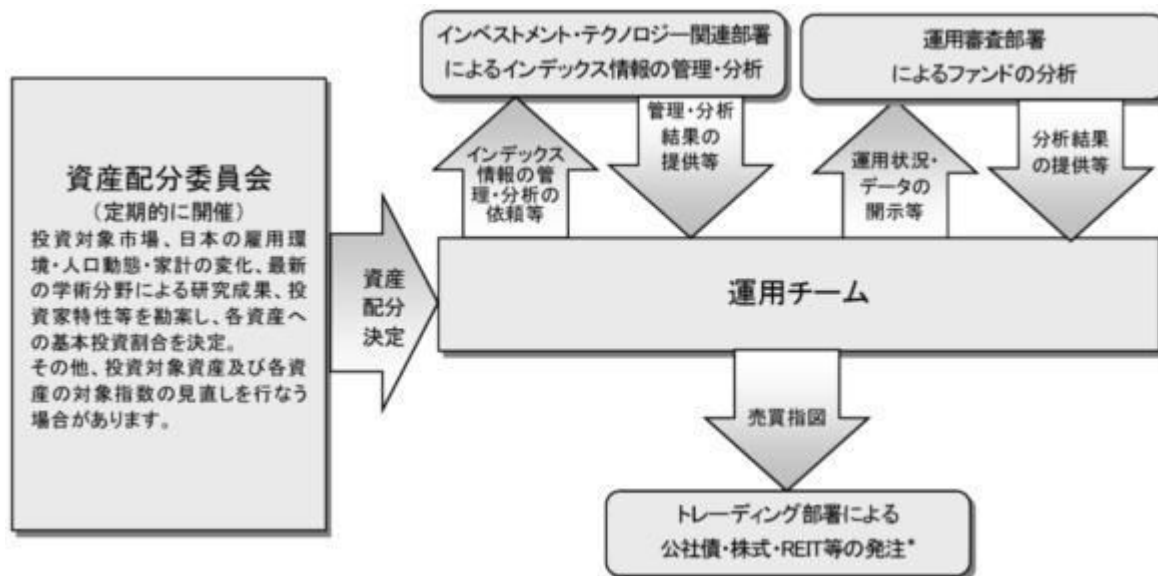 資産配分委員会
(定期的に開催)
投資対象市場、日本の雇用環
境・人口動態・家計の変化、最新
の学術分野による研究成果、投
資家特性等を勘案し、各資産へ
の基本投資割合を決定。
その他、投資対象資産及び各資
産の対象指数の見直しを行なう
場合があります。
資産
配分
決定
インベストメント・テクノロジー関連部署
によるインデックス情報の管理・分析
運用審査部署
によるファンドの分析
インデックス
情報の管
理・分析の
依頼等
管理・分析
結果の
提供等
運用状況・
データの
開示等
分析結果
の提供等
運用チーム
売買指図
トレーディング部署による
公社債・株式・REIT等の発注*